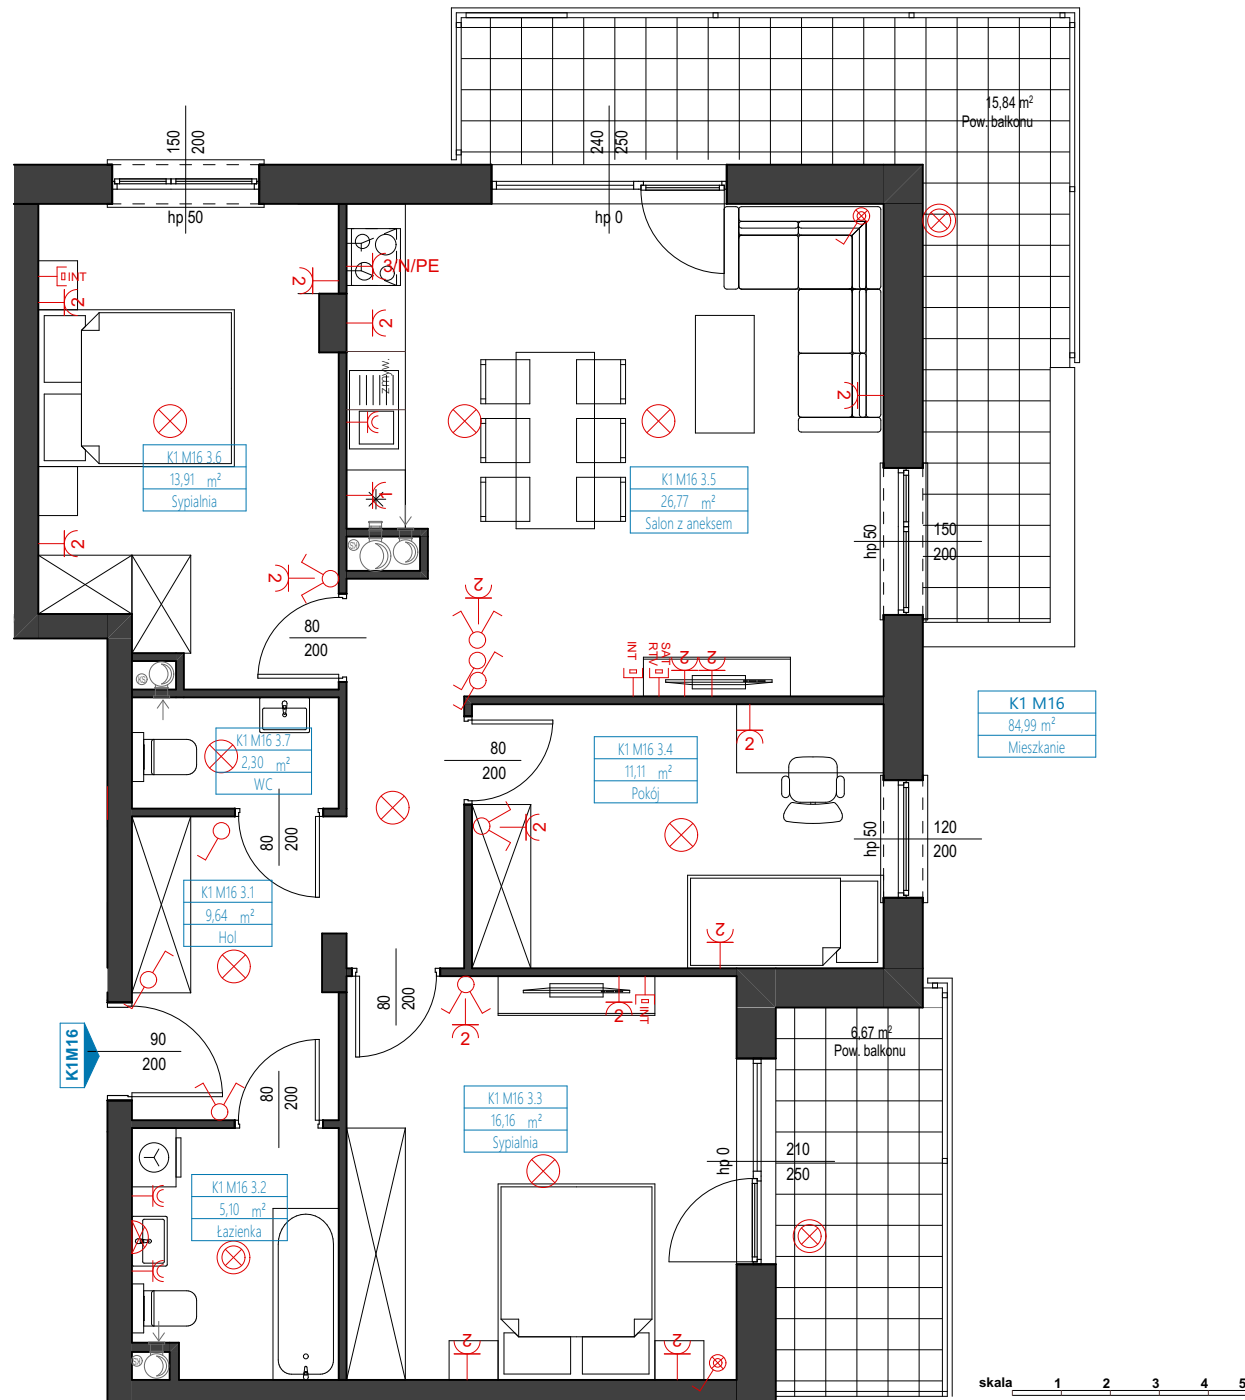 15,84 m²
Pow. balkonu
150
200
hp 50
240
250
hp 0
INT
2
2
3/N/PE
2
zmyw.
2
K1 M16 3.6
13,91 m²
Sypialnia
K1 M16 3.5
26,77 m²
Salon z aneksem
2
2
hp 50
150
200
80
200
2
INT
RTV
SAT
2
2
K1 M16
84,99 m²
Mieszkanie
K1 M16 3.7
2,30 m²
WC
80
200
K1 M16 3.4
11,11 m²
Pokój
2
80
200
2
hp 50
120
200
K1 M16 3.1
9,64 m²
Hol
2
80
200
2
2
INT
K1M16
90
200
6,67 m²
Pow. balkonu
80
200
K1 M16 3.3
16,16 m²
Sypialnia
hp 0
210
250
K1 M16 3.2
5,10 m²
Łazienka
2
2
skala 1 2 3 4 5